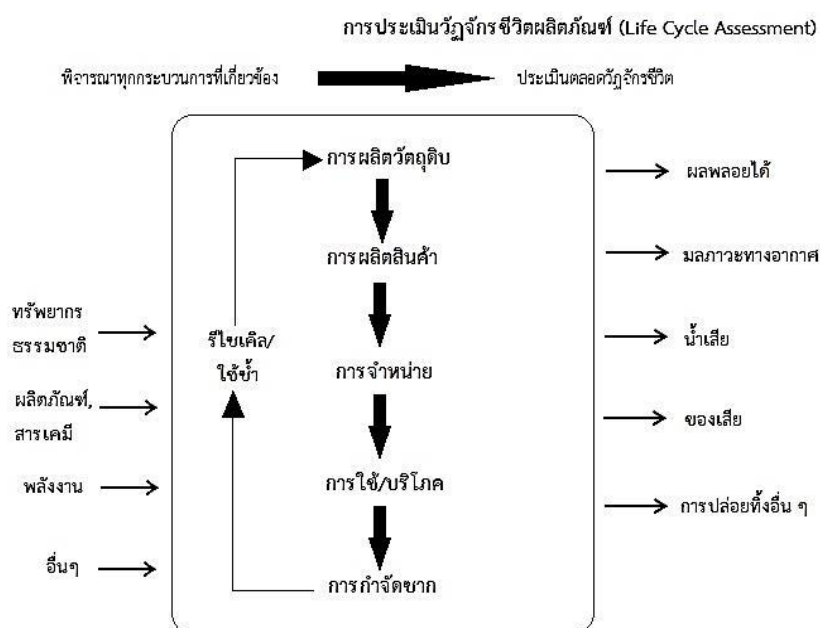 การประเมินวัฏจักรชีวิตผลิตภัณฑ์ (Life Cycle Assessment)
พิจารณาทุกกระบวนการที่เกี่ยวข้อง
ประเมินตลอดวัฏจักรชีวิต
การผลิตวัตถุดิบ
การผลิตสินค้า
การจำหน่าย
การใช้/บริโภค
การกำจัดซาก
รีไซเคิล/
ใช้ซ้ำ
ทรัพยากร
ธรรมชาติ
ผลิตภัณฑ์,
สารเคมี
พลังงาน
อื่นๆ
ผลพลอยได้
มลภาวะทางอากาศ
น้ำเสีย
ของเสีย
การปล่อยทิ้งอื่น ๆ